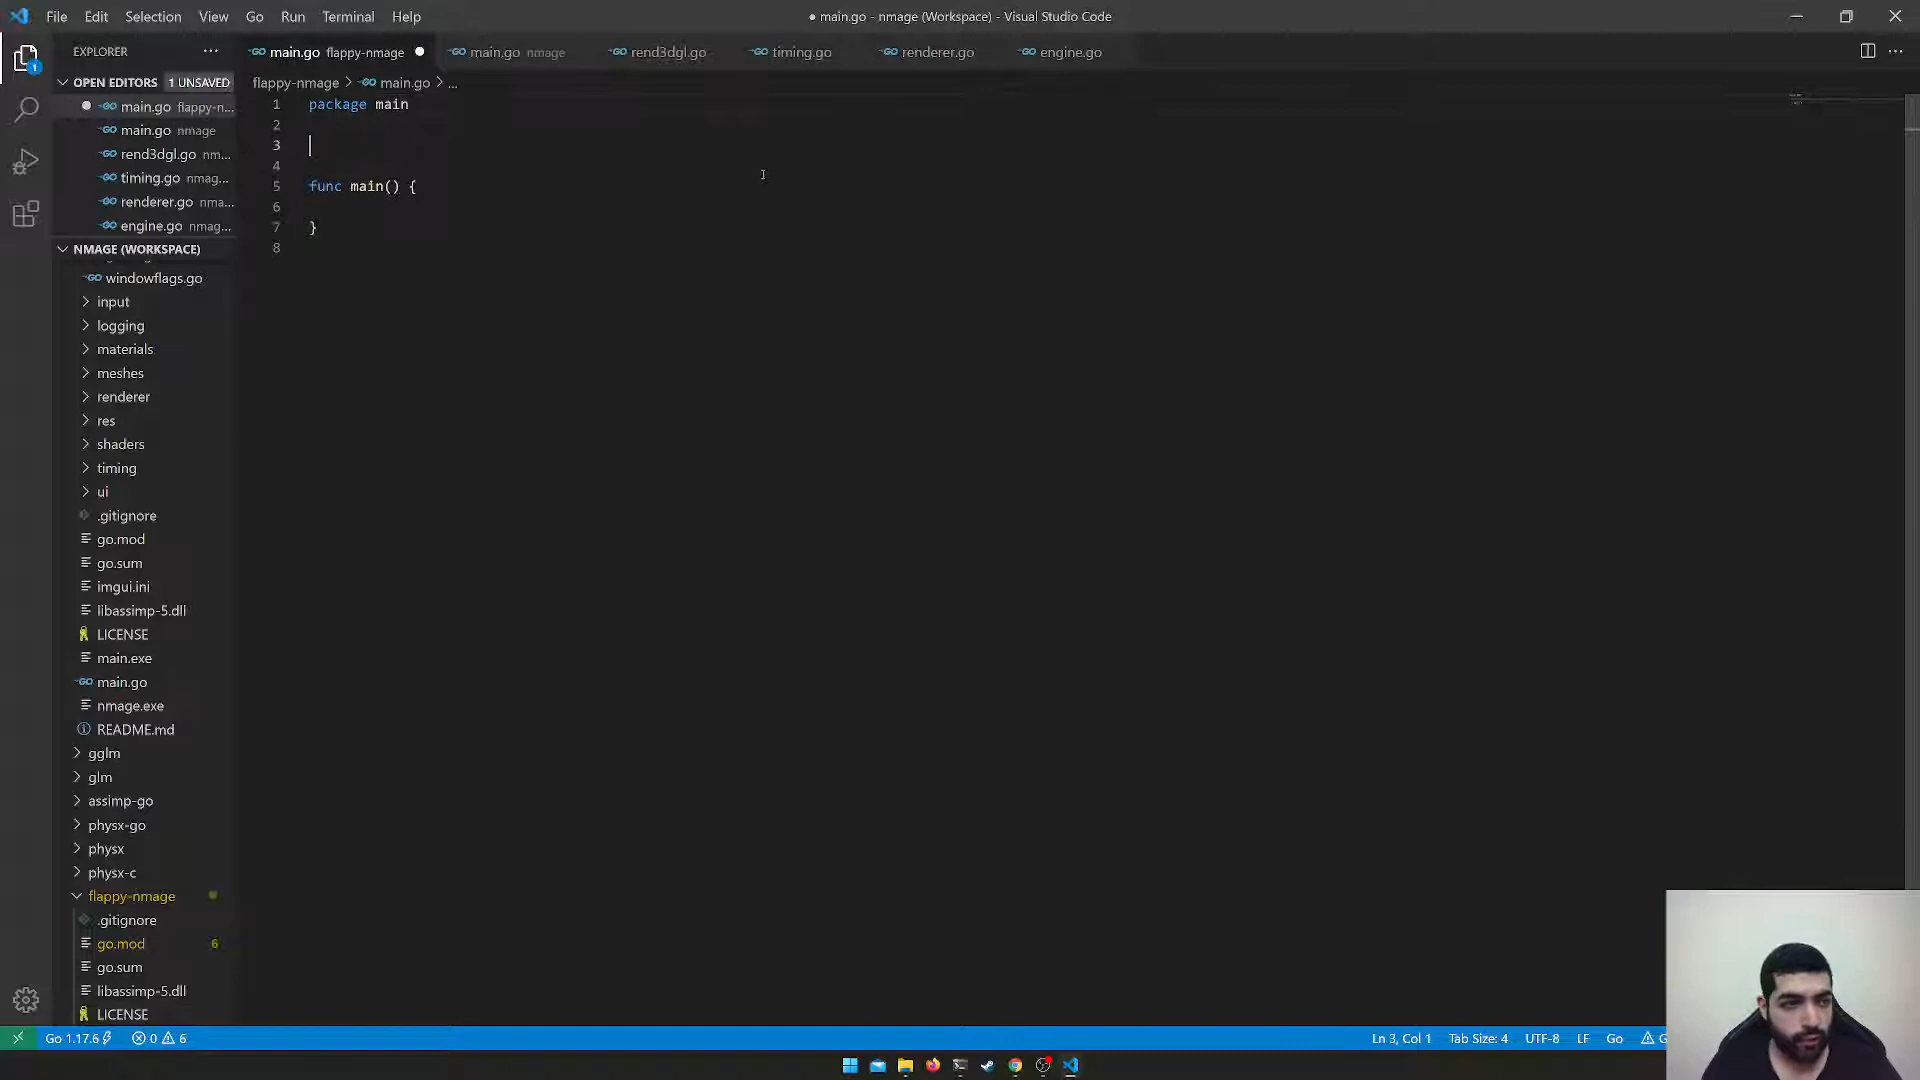 File Edit Selection View Go Run Terminal Help
● main.go - nmage (Workspace) - Visual Studio Code
EXPLORER
main.go flappy-nmage
main.go nmage
rend3dgl.go
timing.go
renderer.go
engine.go
OPEN EDITORS 1 UNSAVED
flappy-nmage > main.go > ...
main.go flappy-n...
main.go nmage
rend3dgl.go nm...
timing.go nmag...
renderer.go nma...
engine.go nmag...
1 package main
2
3
4
5 func main() {
6
7 }
8
NMAGE (WORKSPACE)
windowflags.go
input
logging
materials
meshes
renderer
res
shaders
timing
ui
.gitignore
go.mod
go.sum
imgui.ini
libassimp-5.dll
LICENSE
main.exe
main.go
nmage.exe
README.md
gglm
glm
assimp-go
physx-go
physx
physx-c
flappy-nmage
.gitignore
go.mod 6
go.sum
libassimp-5.dll
LICENSE
1
Go 1.17.6 0 6 Ln 3, Col 1 Tab Size: 4 UTF-8 LF Go